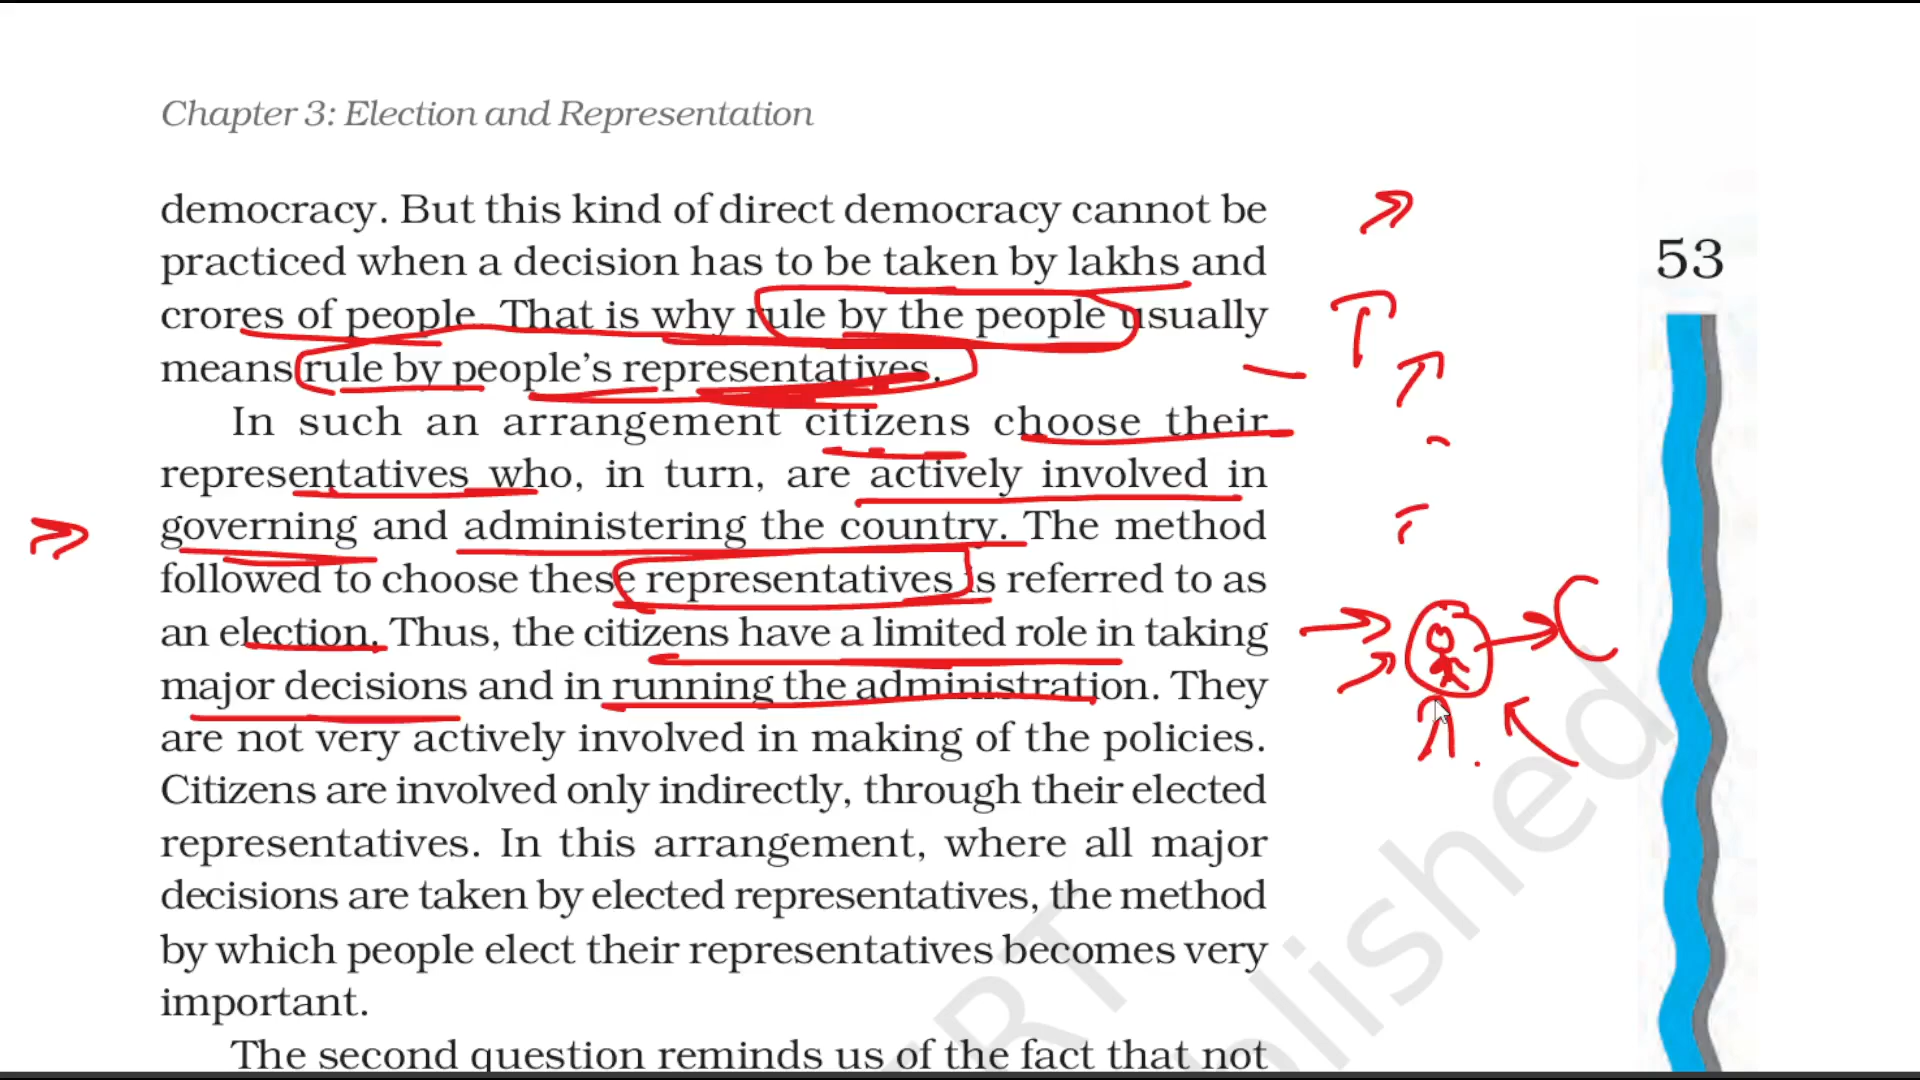 Chapter 3: Election and Representation
democracy. But this kind of direct democracy cannot be
practiced when a decision has to be taken by lakhs and
crores of people. That is why rule by the people usually
means rule by people's representatives.
In such an arrangement citizens choose their
representatives who, in turn, are actively involved in
governing and administering the country. The method
followed to choose these representatives is referred to as
an election. Thus, the citizens have a limited role in taking
major decisions and in running the administration. They
are not very actively involved in making of the policies.
Citizens are involved only indirectly, through their elected
representatives. In this arrangement, where all major
decisions are taken by elected representatives, the method
by which people elect their representatives becomes very
important.
The second question reminds us of the fact that not
53